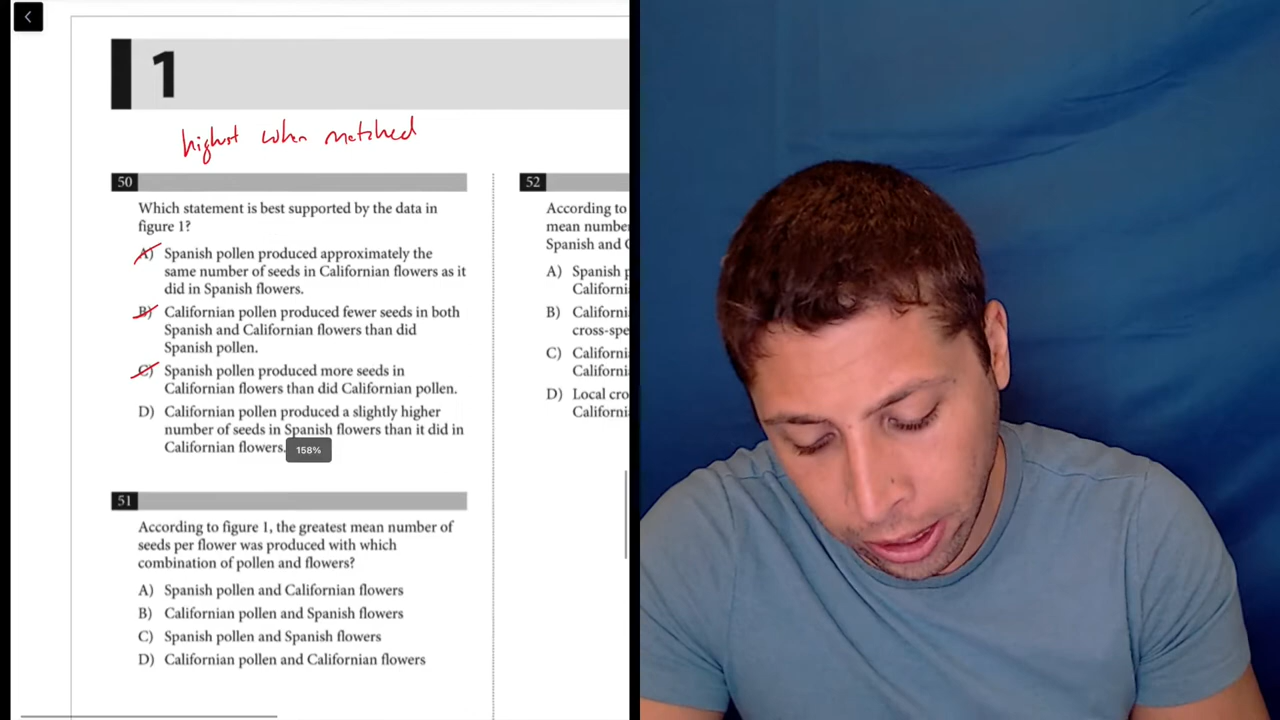 1
highest when matched
50
Which statement is best supported by the data in
figure 1?
A) Spanish pollen produced approximately the
same number of seeds in Californian flowers as it
did in Spanish flowers.
B) Californian pollen produced fewer seeds in both
Spanish and Californian flowers than did
Spanish pollen.
C) Spanish pollen produced more seeds in
Californian flowers than did Californian pollen.
D) Californian pollen produced a slightly higher
number of seeds in Spanish flowers than it did in
Californian flowers.
158%
51
According to figure 1, the greatest mean number of
seeds per flower was produced with which
combination of pollen and flowers?
A) Spanish pollen and Californian flowers
B) Californian pollen and Spanish flowers
C) Spanish pollen and Spanish flowers
D) Californian pollen and Californian flowers
52
According to
mean number
Spanish and C
A) Spanish p
Californi
B) Californi
cross-spe
C) Californi
Californi
D) Local cro
Californi